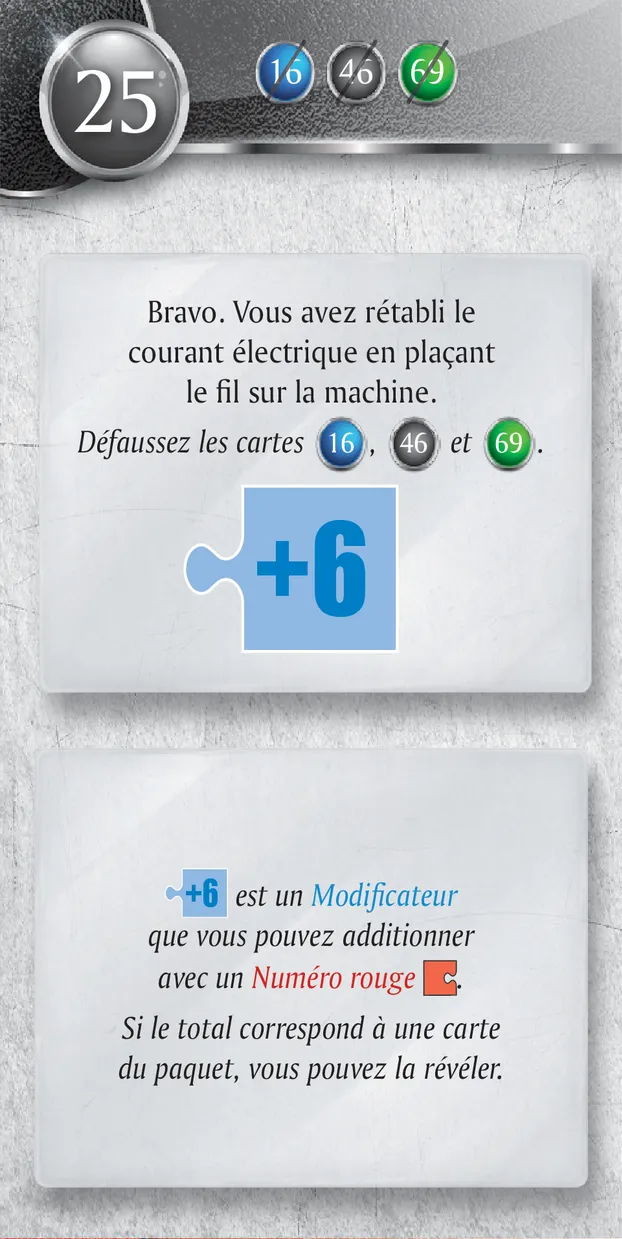 25
16 46 69
Bravo. Vous avez rétabli le
courant électrique en plaçant
le fil sur la machine.
Défaussez les cartes 16, 46 et 69.
+6
+6 est un Modificateur
que vous pouvez additionner
avec un Numéro rouge.
Si le total correspond à une carte
du paquet, vous pouvez la révéler.